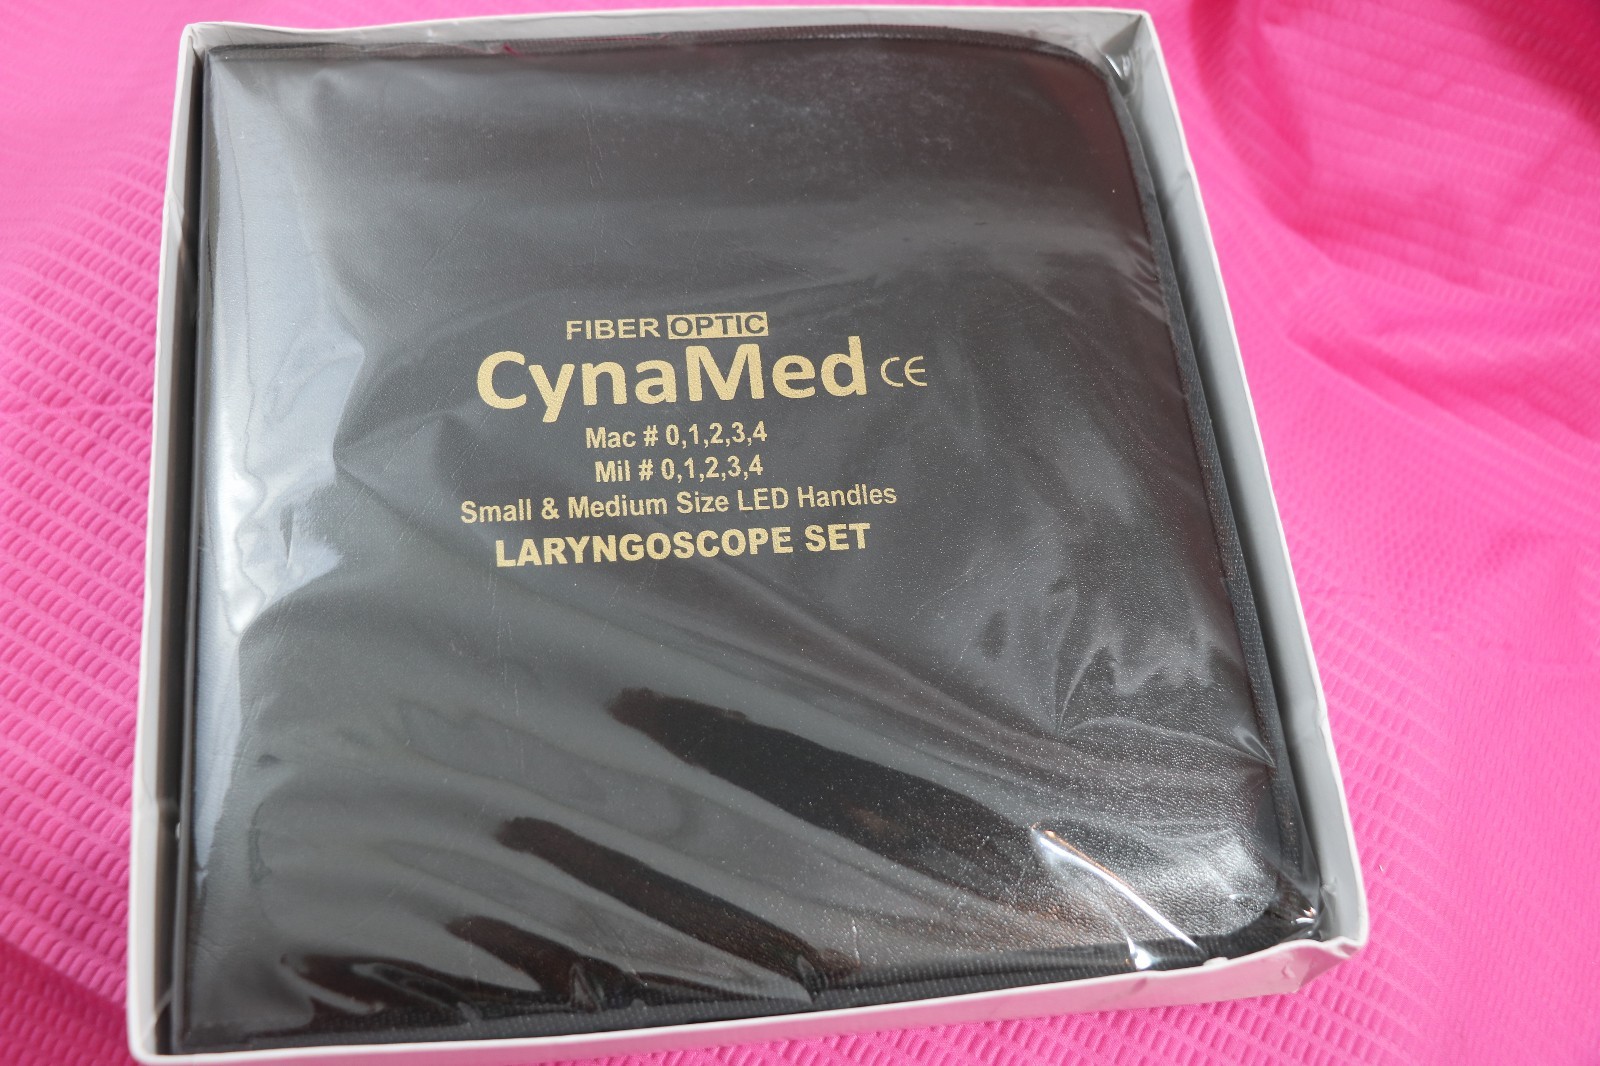 FIBER OPTIC
CynaMed CE
Mac # 0,1,2,3,4
Mil # 0,1,2,3,4
Small & Medium Size LED Handles
LARYNGOSCOPE SET